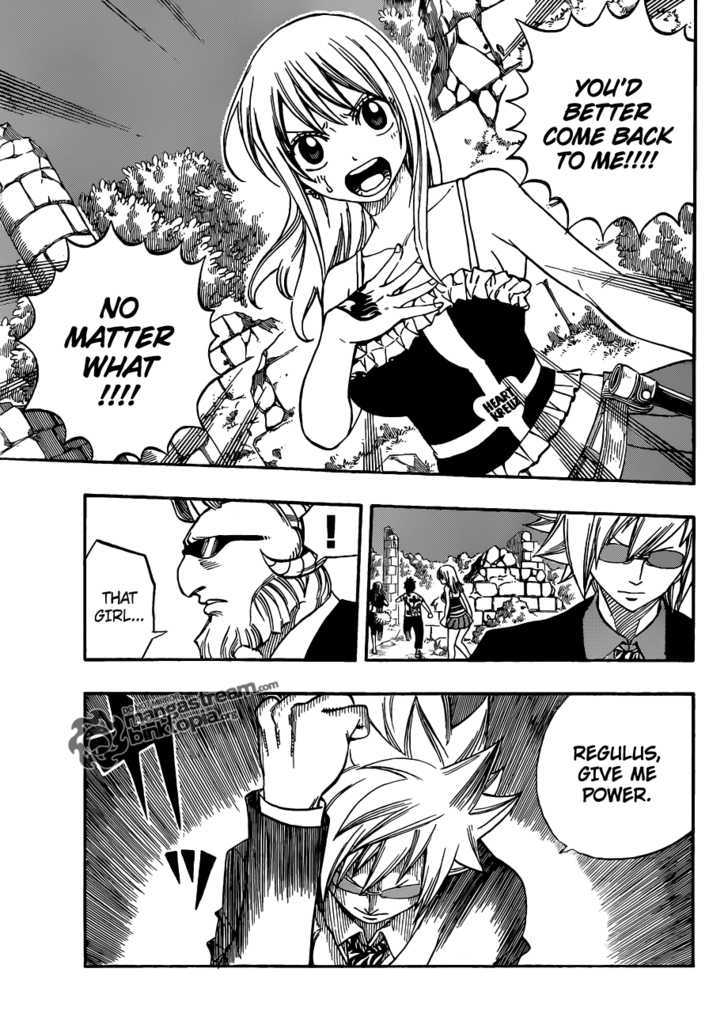 YOU'D
BETTER
COME BACK
TO ME!!!!
NO
MATTER
WHAT
!!!!
HEART
KREUZ
!
THAT
GIRL...
REGULUS,
GIVE ME
POWER.
mangastream.com
binktopia.org